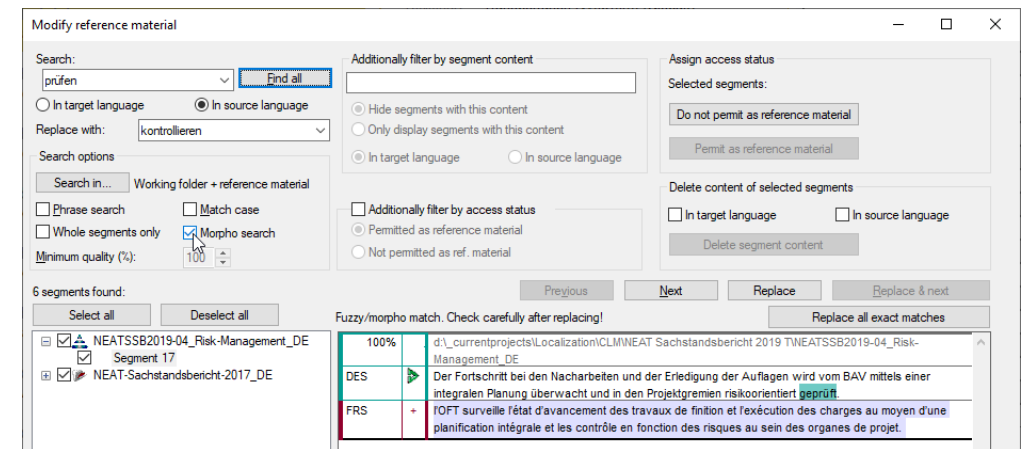 Modify reference material
Search:
prüfen
Find all
In target language In source language
Replace with: kontrollieren
Search options
Search in... Working folder + reference material
Phrase search Match case
Whole segments only Morpho search
Minimum quality (%): 100
Additionally filter by segment content
Hide segments with this content
Only display segments with this content
In target language In source language
Additionally filter by access status
Permitted as reference material
Not permitted as ref. material
Assign access status
Selected segments:
Do not permit as reference material
Permit as reference material
Delete content of selected segments
In target language In source language
Delete segment content
6 segments found:
Previous Next Replace Replace & next
Select all Deselect all
Fuzzy/morpho match. Check carefully after replacing!
Replace all exact matches
NEATSSB2019-04_Risk-Management_DE
Segment 17
NEAT-Sachstandsbericht-2017_DE
100% d:\_currentprojects\Localization\CLM\NEAT Sachstandsbericht 2019 T\NEATSSB2019-04_Risk-
Management_DE
DES Der Fortschritt bei den Nacharbeiten und der Erledigung der Auflagen wird vom BAV mittels einer
integralen Planung überwacht und in den Projektgremien risikoorientiert geprüft.
FRS + l'OFT surveille l'état d'avancement des travaux de finition et l'exécution des charges au moyen d'une
planification intégrale et les contrôle en fonction des risques au sein des organes de projet.